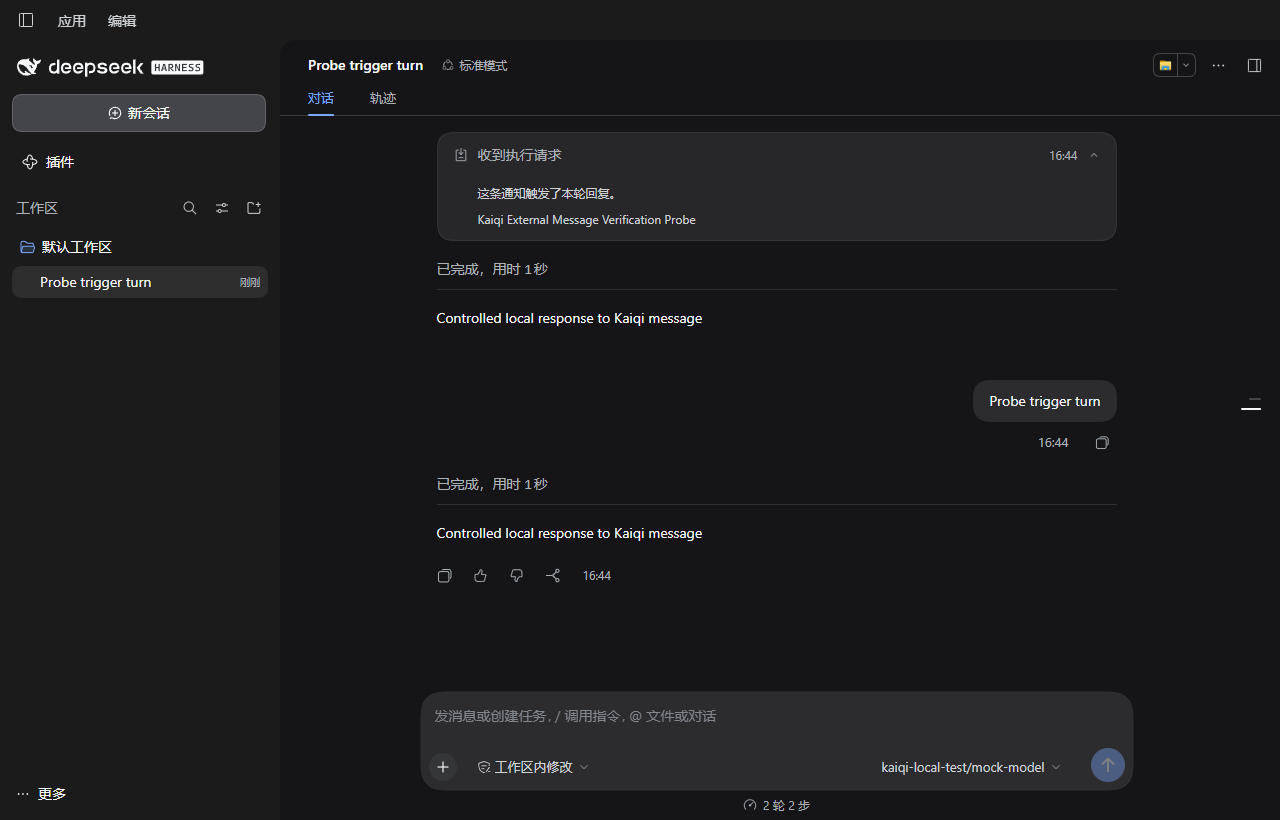 应用 编辑
deepseek HARNESS
新会话
插件
工作区
默认工作区
Probe trigger turn 刚刚
更多
Probe trigger turn 标准模式
对话 轨迹
收到执行请求 16:44
这条通知触发了本轮回复。
Kaiqi External Message Verification Probe
已完成，用时 1 秒
Controlled local response to Kaiqi message
Probe trigger turn
16:44
已完成，用时 1 秒
Controlled local response to Kaiqi message
16:44
发消息或创建任务, / 调用指令, @ 文件或对话
工作区内修改 kaiqi-local-test/mock-model
2 轮 2 步